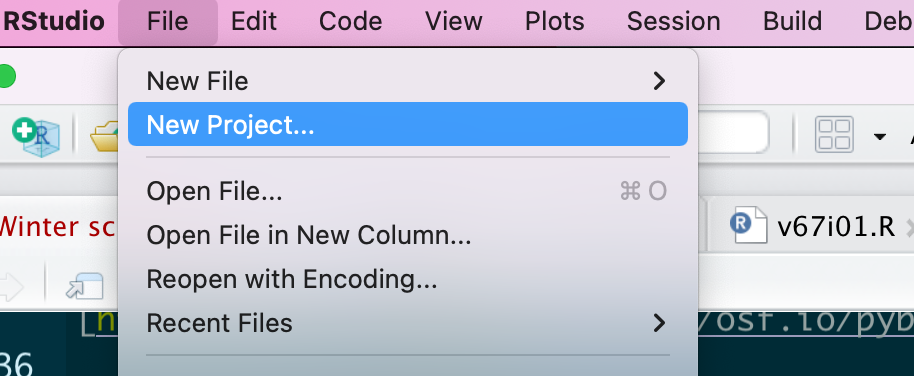 RStudio File Edit Code View Plots Session Build Deb
New File
New Project...
Open File... ⌘ O
Winter sc
v67i01.R
Open File in New Column...
Reopen with Encoding...
Recent Files
[h /osf.io/pyb
36